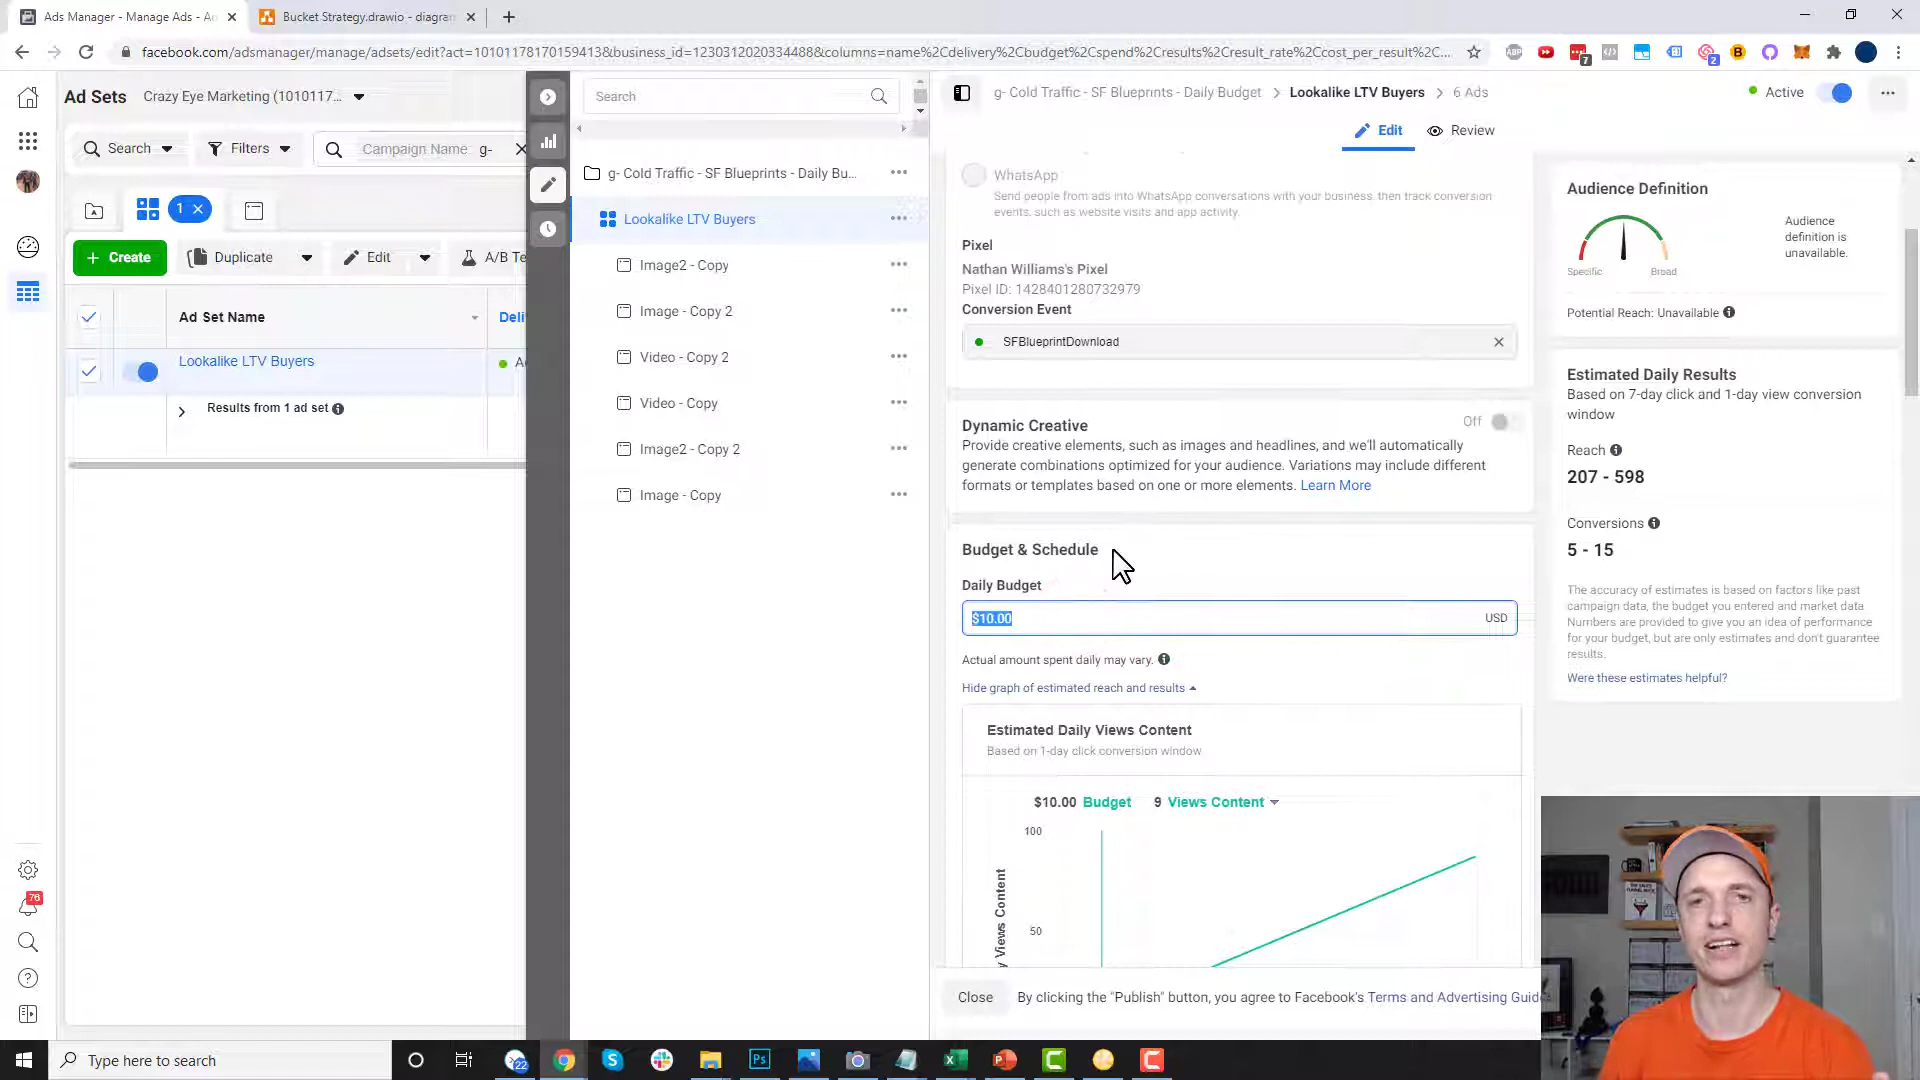 Ads Manager - Manage Ads - Ac
Bucket Strategy.drawio - diagram
facebook.com/adsmanager/manage/adsets/edit?act=10101178170159413&business_id=1230312020334488&columns=name%2Cdelivery%2Cbudget%2Cspend%2Cresults%2Cresult_rate%2Ccost_per_result%2C...
ABP
7
2
Ad Sets
Crazy Eye Marketing (1010117...
Search
Filters
Campaign Name g-
1
+ Create
Duplicate
Edit
A/B Te
Ad Set Name
Deli
Lookalike LTV Buyers
Results from 1 ad set
76
Search
g- Cold Traffic - SF Blueprints - Daily Bu...
Lookalike LTV Buyers
Image2 - Copy
Image - Copy 2
Video - Copy 2
Video - Copy
Image2 - Copy 2
Image - Copy
g- Cold Traffic - SF Blueprints - Daily Budget > Lookalike LTV Buyers > 6 Ads
Active
Edit
Review
WhatsApp
Send people from ads into WhatsApp conversations with your business, then track conversion
events, such as website visits and app activity.
Pixel
Nathan Williams's Pixel
Pixel ID: 1428401280732979
Conversion Event
SFBlueprintDownload
Dynamic Creative
Off
Provide creative elements, such as images and headlines, and we'll automatically
generate combinations optimized for your audience. Variations may include different
formats or templates based on one or more elements. Learn More
Budget & Schedule
Daily Budget
$10.00
USD
Actual amount spent daily may vary.
Hide graph of estimated reach and results
Estimated Daily Views Content
Based on 1-day click conversion window
$10.00 Budget 9 Views Content
100
50
y Views Content
Close
By clicking the "Publish" button, you agree to Facebook's Terms and Advertising Guide
Audience Definition
Specific
Broad
Audience
definition is
unavailable.
Potential Reach: Unavailable
Estimated Daily Results
Based on 7-day click and 1-day view conversion
window
Reach
207 - 598
Conversions
5 - 15
The accuracy of estimates is based on factors like past
campaign data, the budget you entered and market data
Numbers are provided to give you an idea of performance
for your budget, but are only estimates and don't guarantee
results.
Were these estimates helpful?
Type here to search
22
Ps